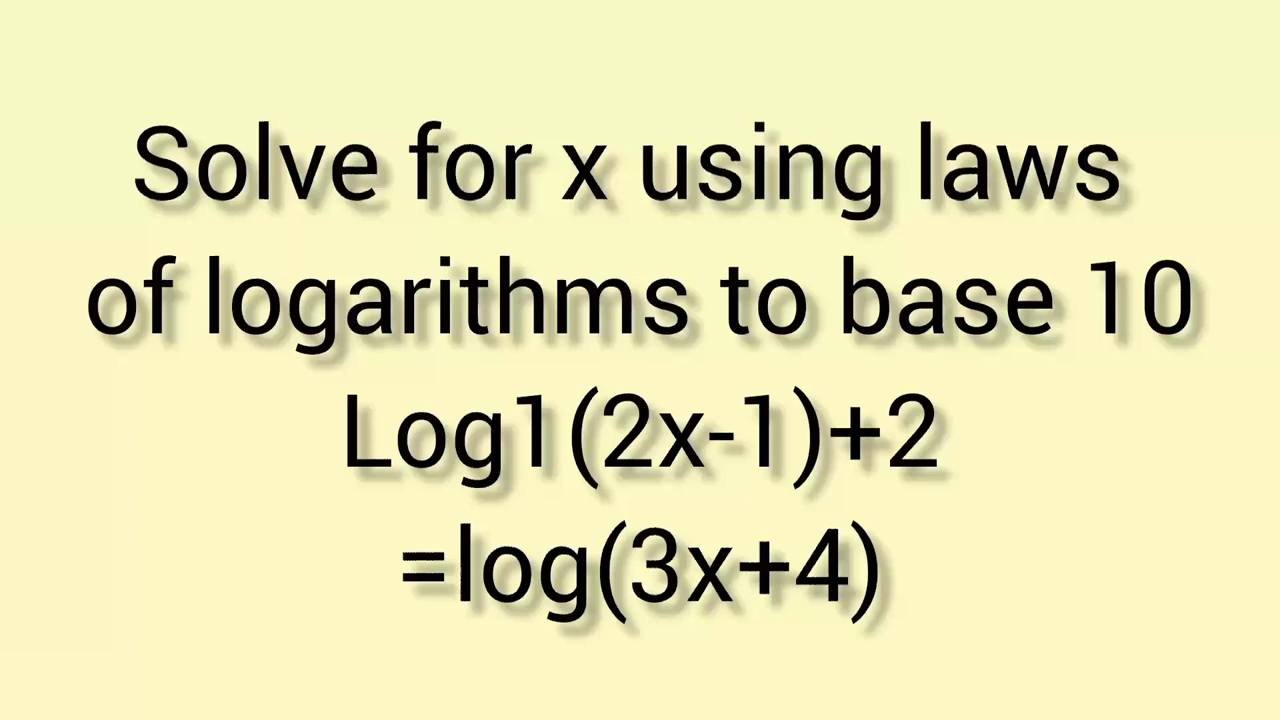 Solve for x using laws
of logarithms to base 10
Log1(2x-1)+2
=log(3x+4)